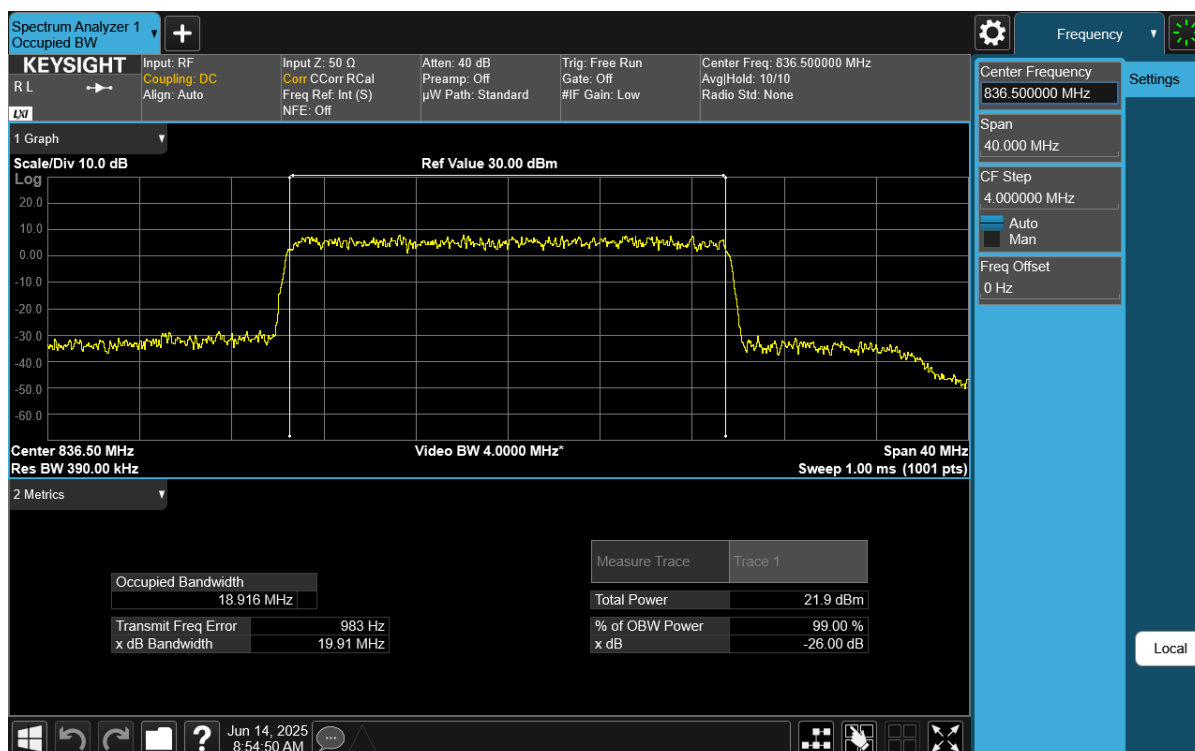 Spectrum Analyzer 1
Occupied BW
+
Frequency
KEYSIGHT
R L
LXI
Input: RF
Coupling: DC
Align: Auto
Input Z: 50 Ω
Corr CCorr RCal
Freq Ref: Int (S)
NFE: Off
Atten: 40 dB
Preamp: Off
µW Path: Standard
Trig: Free Run
Gate: Off
#IF Gain: Low
Center Freq: 836.500000 MHz
Avg|Hold: 10/10
Radio Std: None
Center Frequency
836.500000 MHz
Settings
Span
40.000 MHz
CF Step
4.000000 MHz
Auto
Man
Freq Offset
0 Hz
Local
1 Graph
Scale/Div 10.0 dB
Ref Value 30.00 dBm
Log
20.0
10.0
0.00
-10.0
-20.0
-30.0
-40.0
-50.0
-60.0
Center 836.50 MHz
Video BW 4.0000 MHz*
Span 40 MHz
Res BW 390.00 kHz
Sweep 1.00 ms (1001 pts)
2 Metrics
Measure Trace
Trace 1
Occupied Bandwidth
18.916 MHz
Total Power
21.9 dBm
Transmit Freq Error
983 Hz
% of OBW Power
99.00 %
x dB Bandwidth
19.91 MHz
x dB
-26.00 dB
?
Jun 14, 2025
8:54:50 AM